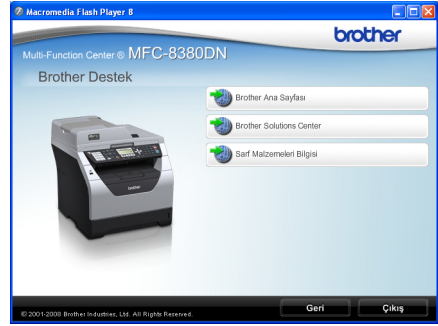 Macromedia Flash Player 8
brother
Multi-Function Center ® MFC-8380DN
Brother Destek
Brother Ana Sayfası
Brother Solutions Center
Sarf Malzemeleri Bilgisi
brother
© 2001-2008 Brother Industries, Ltd. All Rights Reserved.
Geri
Çıkış